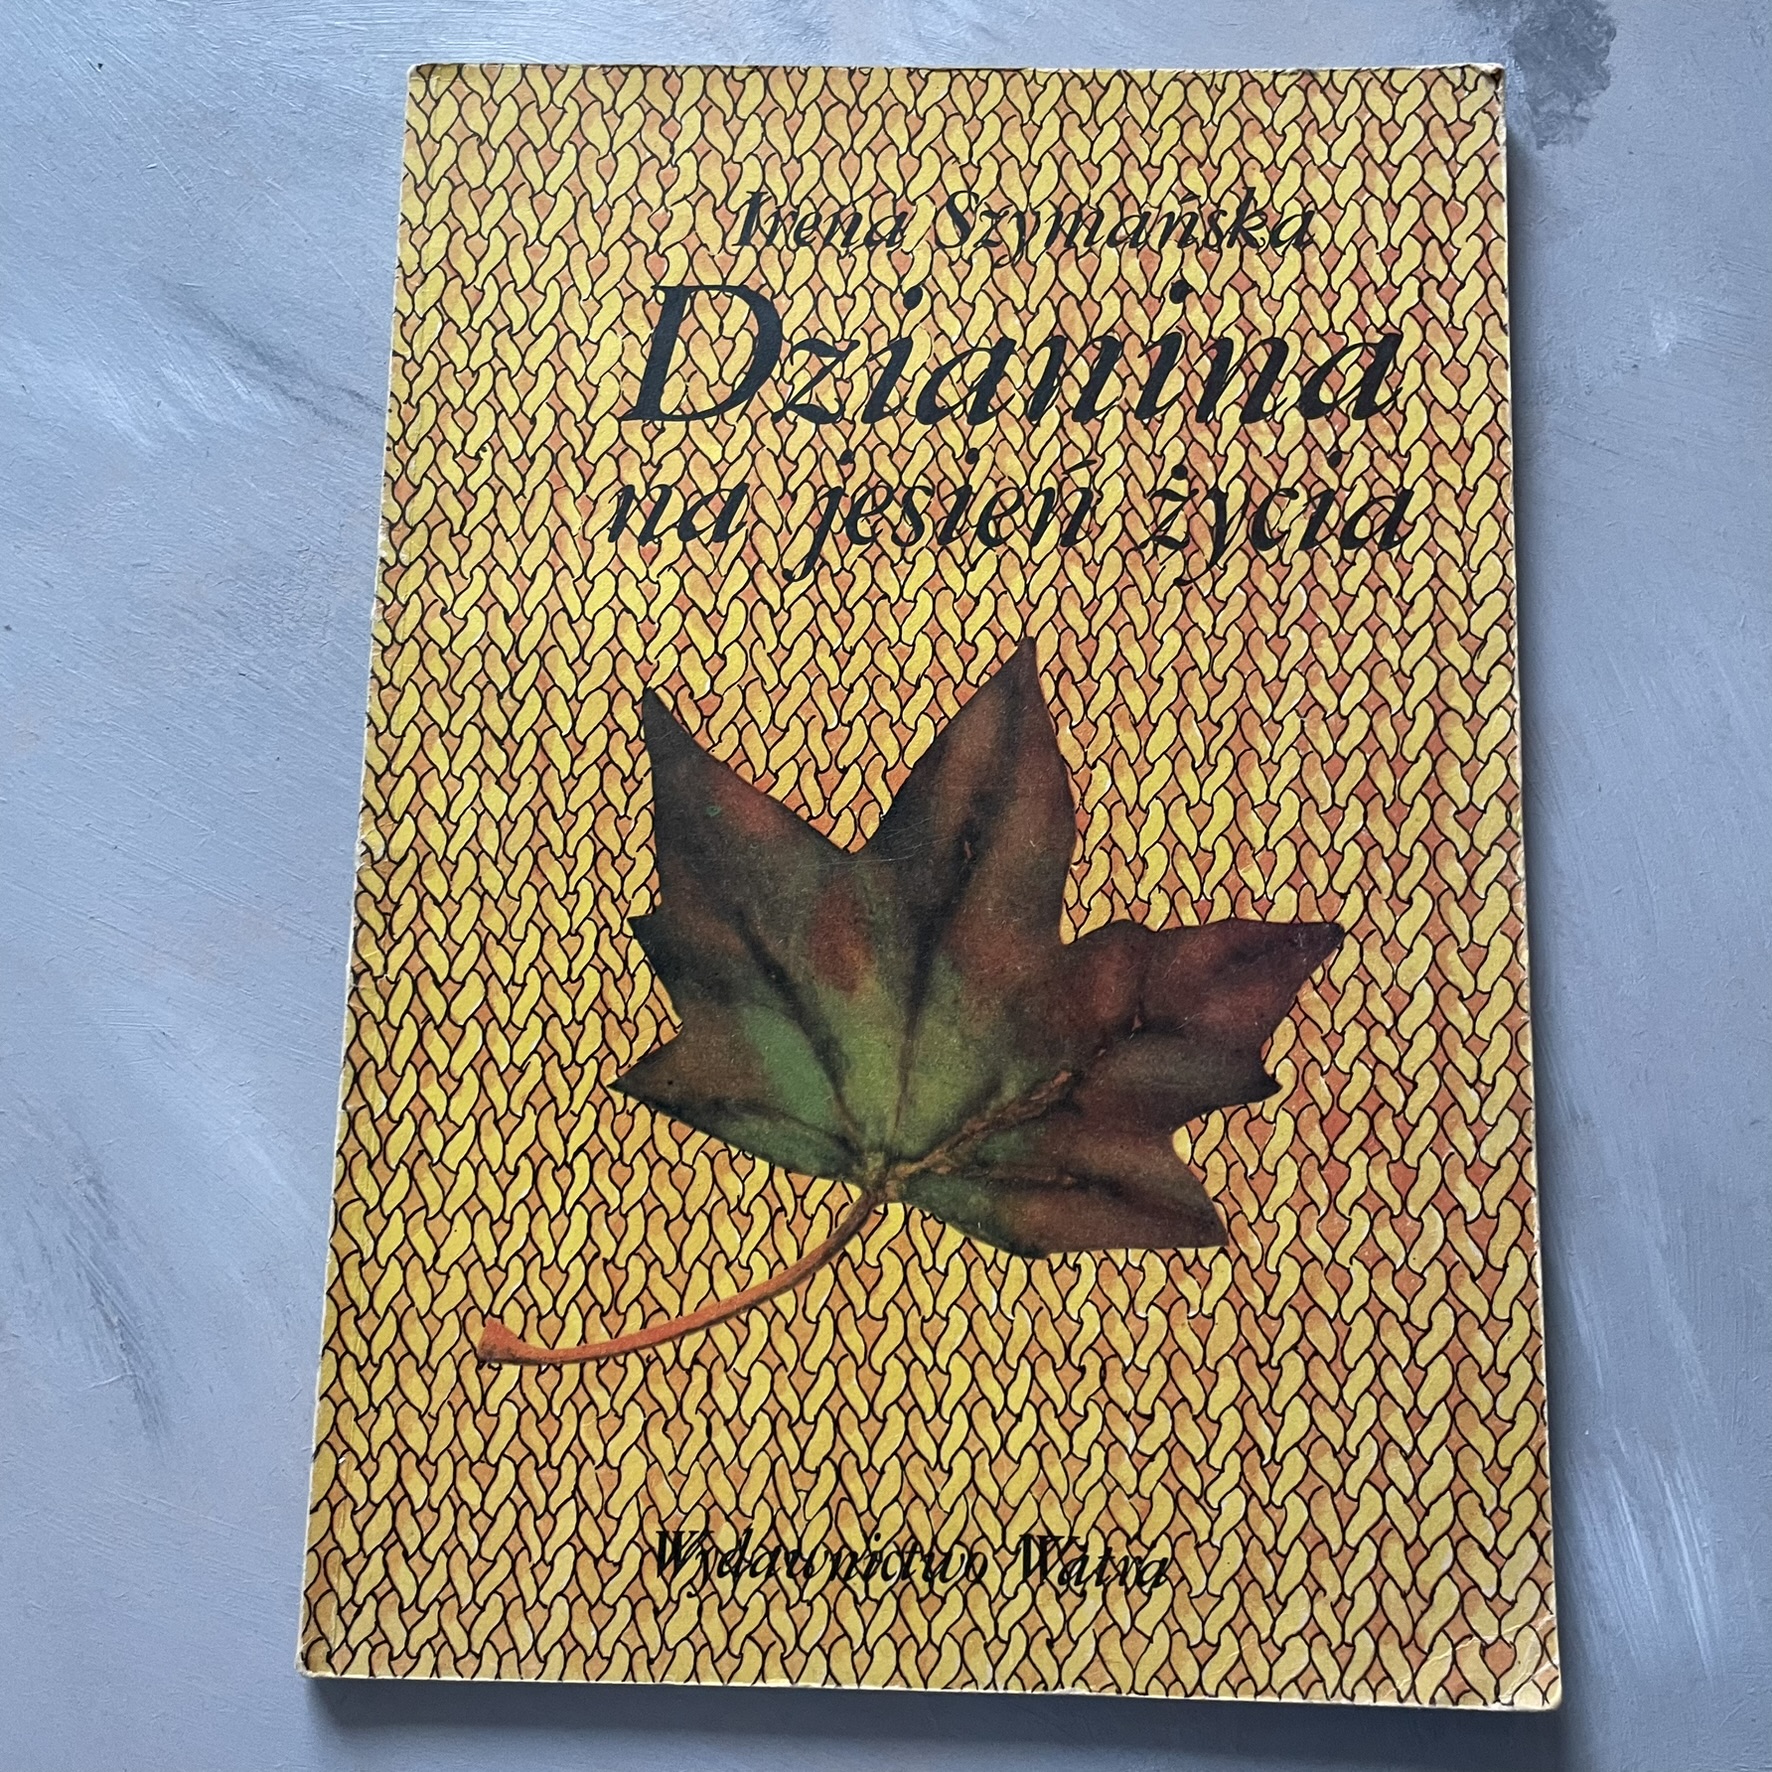 Irena Szymańska
Dzianina
na jesień życia
Wydawnictwo Watra